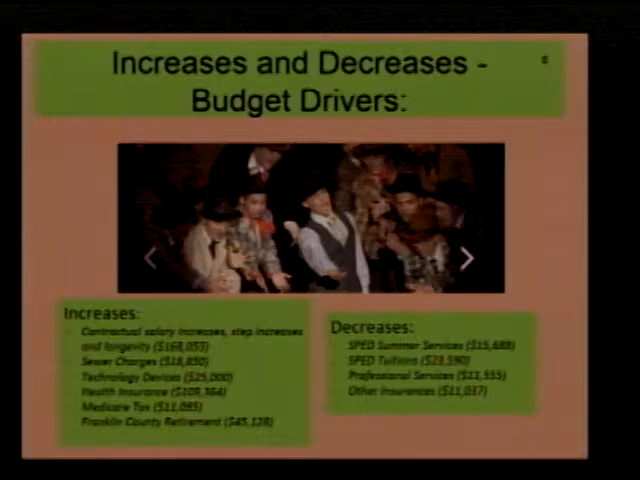 Increases and Decreases -
Budget Drivers:
Increases:
Contractual salary increases, step increases
and longevity ($168,055)
Sewer Charges ($18,850)
Technology Devices ($25,000)
Health Insurance ($109,364)
Medicare Tax ($11,095)
Franklin County Retirement ($45,128)
Decreases:
SPED Summer Services ($15,688)
SPED Tuitions ($23,590)
Professional Services ($11,555)
Other Insurances ($11,037)